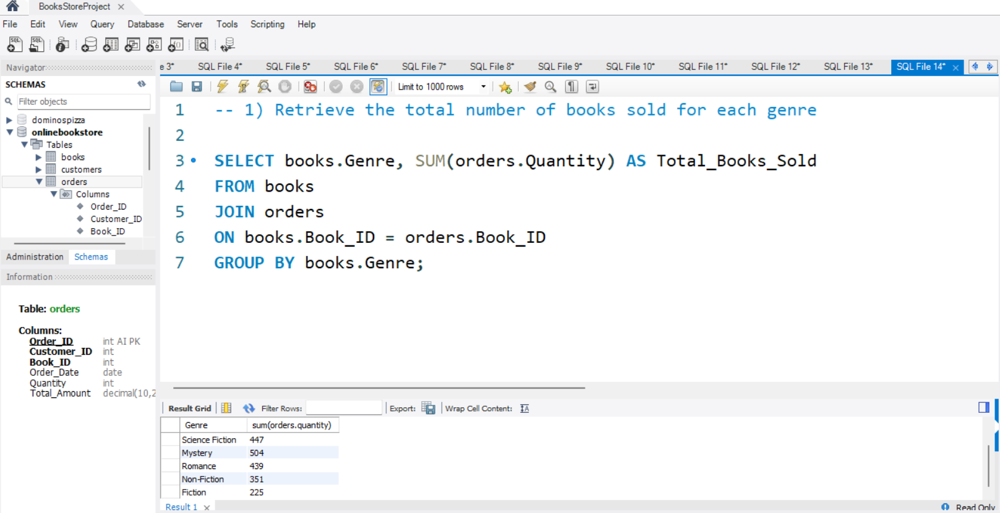 BooksStoreProject
File Edit View Query Database Server Tools Scripting Help
Navigator
SCHEMAS
Filter objects
dominospizza
onlinebookstore
Tables
books
customers
orders
Columns
Order_ID
Customer_ID
Book_ID
Administration Schemas
Information
Table: orders
Columns:
Order_ID int AI PK
Customer_ID int
Book_ID int
Order_Date date
Quantity int
Total_Amount decimal(10,2
e 3* SQL File 4* SQL File 5* SQL File 6* SQL File 7* SQL File 8* SQL File 9* SQL File 10* SQL File 11* SQL File 12* SQL File 13* SQL File 14*
Limit to 1000 rows
1 -- 1) Retrieve the total number of books sold for each genre
2
3 SELECT books.Genre, SUM(orders.Quantity) AS Total_Books_Sold
4 FROM books
5 JOIN orders
6 ON books.Book_ID = orders.Book_ID
7 GROUP BY books.Genre;
Result Grid Filter Rows: Export: Wrap Cell Content:
Genre sum(orders.quantity)
Science Fiction 447
Mystery 504
Romance 439
Non-Fiction 351
Fiction 225
Result 1
Read Only